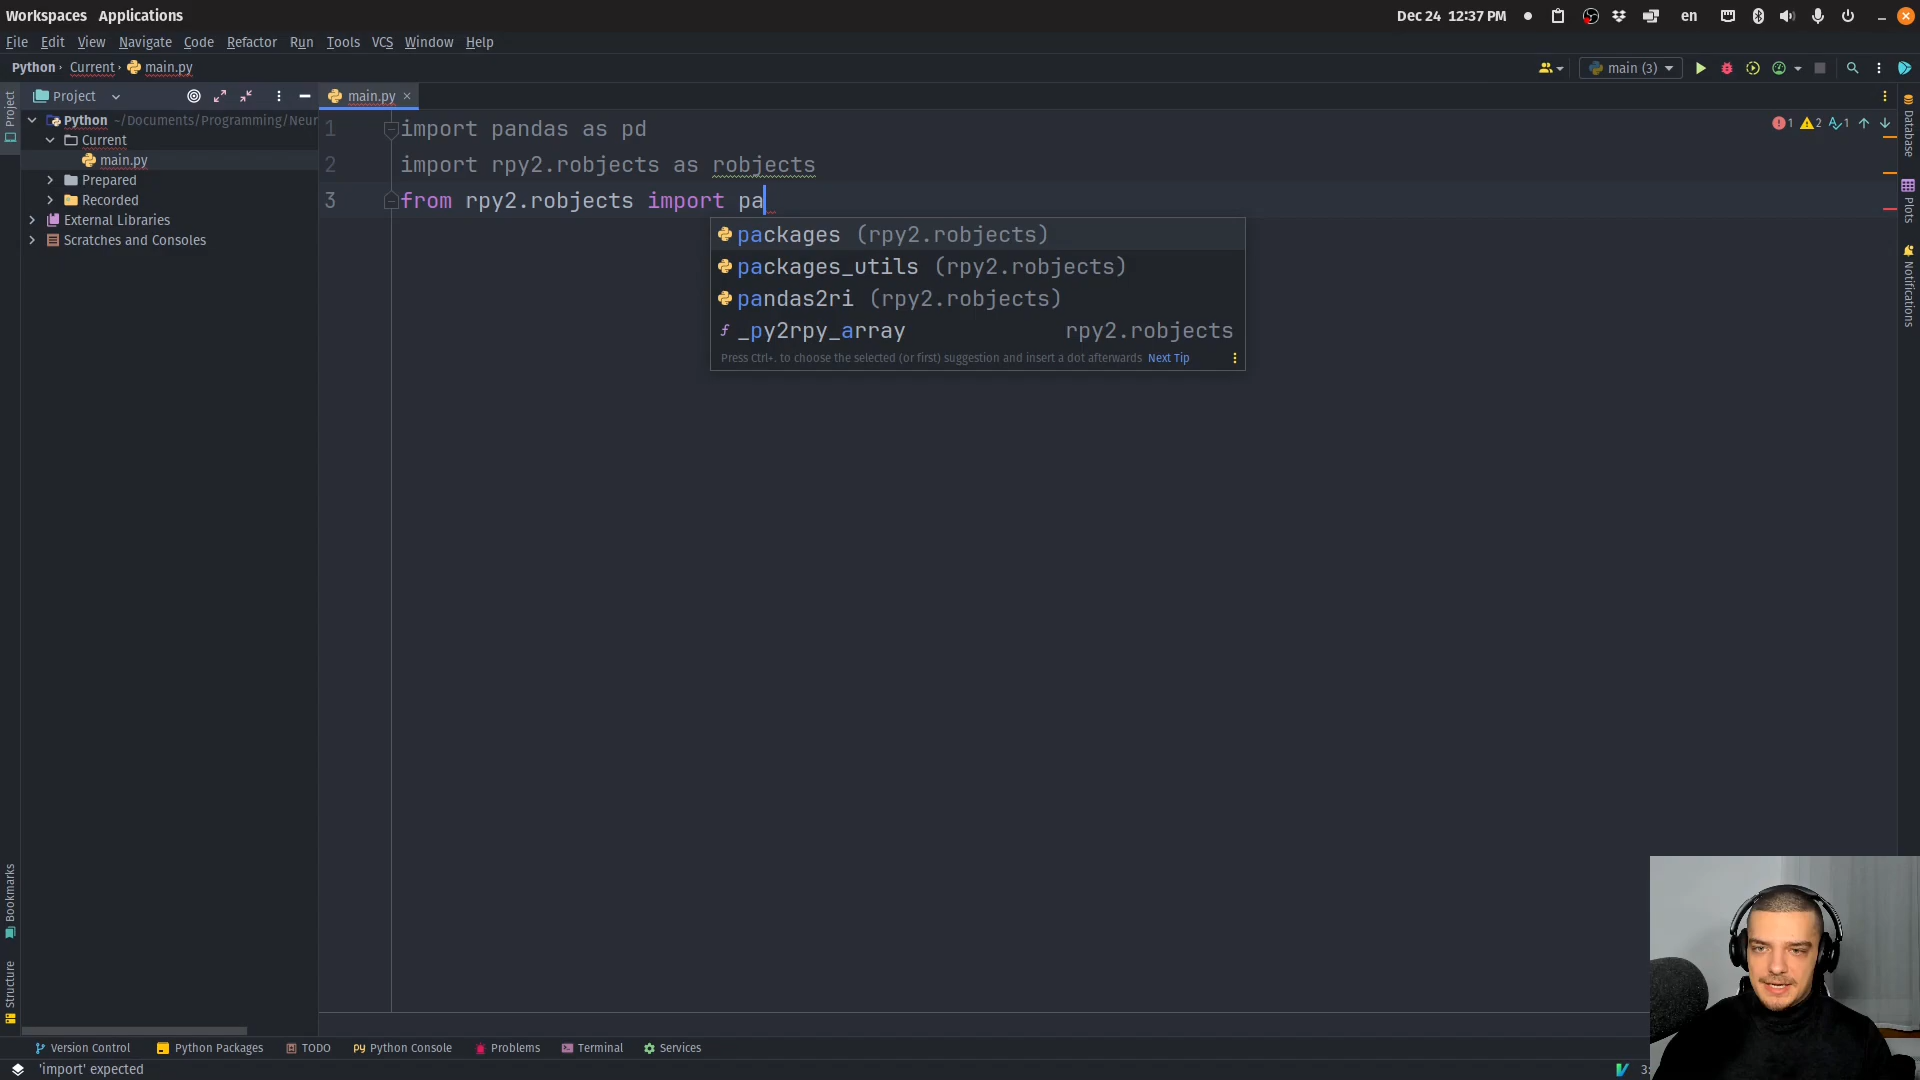 Workspaces Applications
Dec 24 12:37 PM
en
File Edit View Navigate Code Refactor Run Tools VCS Window Help
Python Current main.py
main (3)
Project
Project
main.py
Python ~/Documents/Programming/Neur
Current
main.py
Prepared
Recorded
External Libraries
Scratches and Consoles
1 import pandas as pd
2 import rpy2.robjects as robjects
3 from rpy2.robjects import pa
1 2 1
packages (rpy2.robjects)
packages_utils (rpy2.robjects)
pandas2ri (rpy2.robjects)
f _py2rpy_array rpy2.robjects
Press Ctrl+. to choose the selected (or first) suggestion and insert a dot afterwards Next Tip
Database
Plots
Notifications
Bookmarks
Structure
Version Control Python Packages TODO Python Console Problems Terminal Services
'import' expected
3: